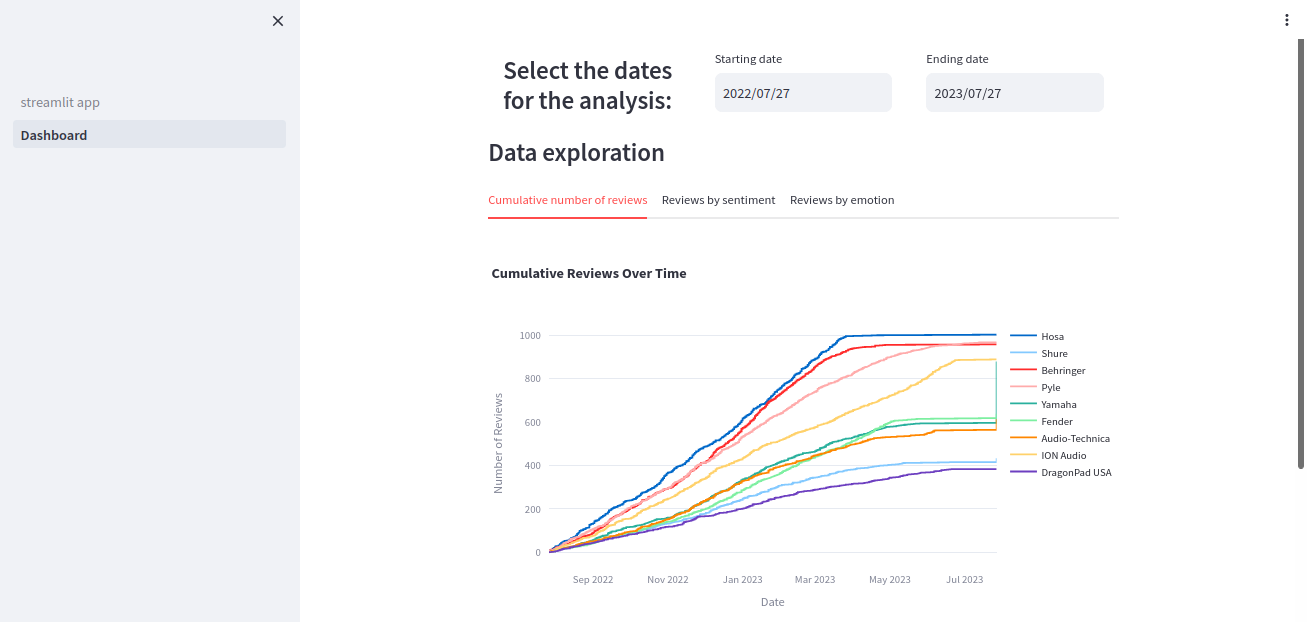 streamlit app
Dashboard
Select the dates
for the analysis:
Starting date
2022/07/27
Ending date
2023/07/27
Data exploration
Cumulative number of reviews
Reviews by sentiment
Reviews by emotion
Cumulative Reviews Over Time
Number of Reviews
1000
800
600
400
200
0
Sep 2022
Nov 2022
Jan 2023
Mar 2023
May 2023
Jul 2023
Date
Hosa
Shure
Behringer
Pyle
Yamaha
Fender
Audio-Technica
ION Audio
DragonPad USA